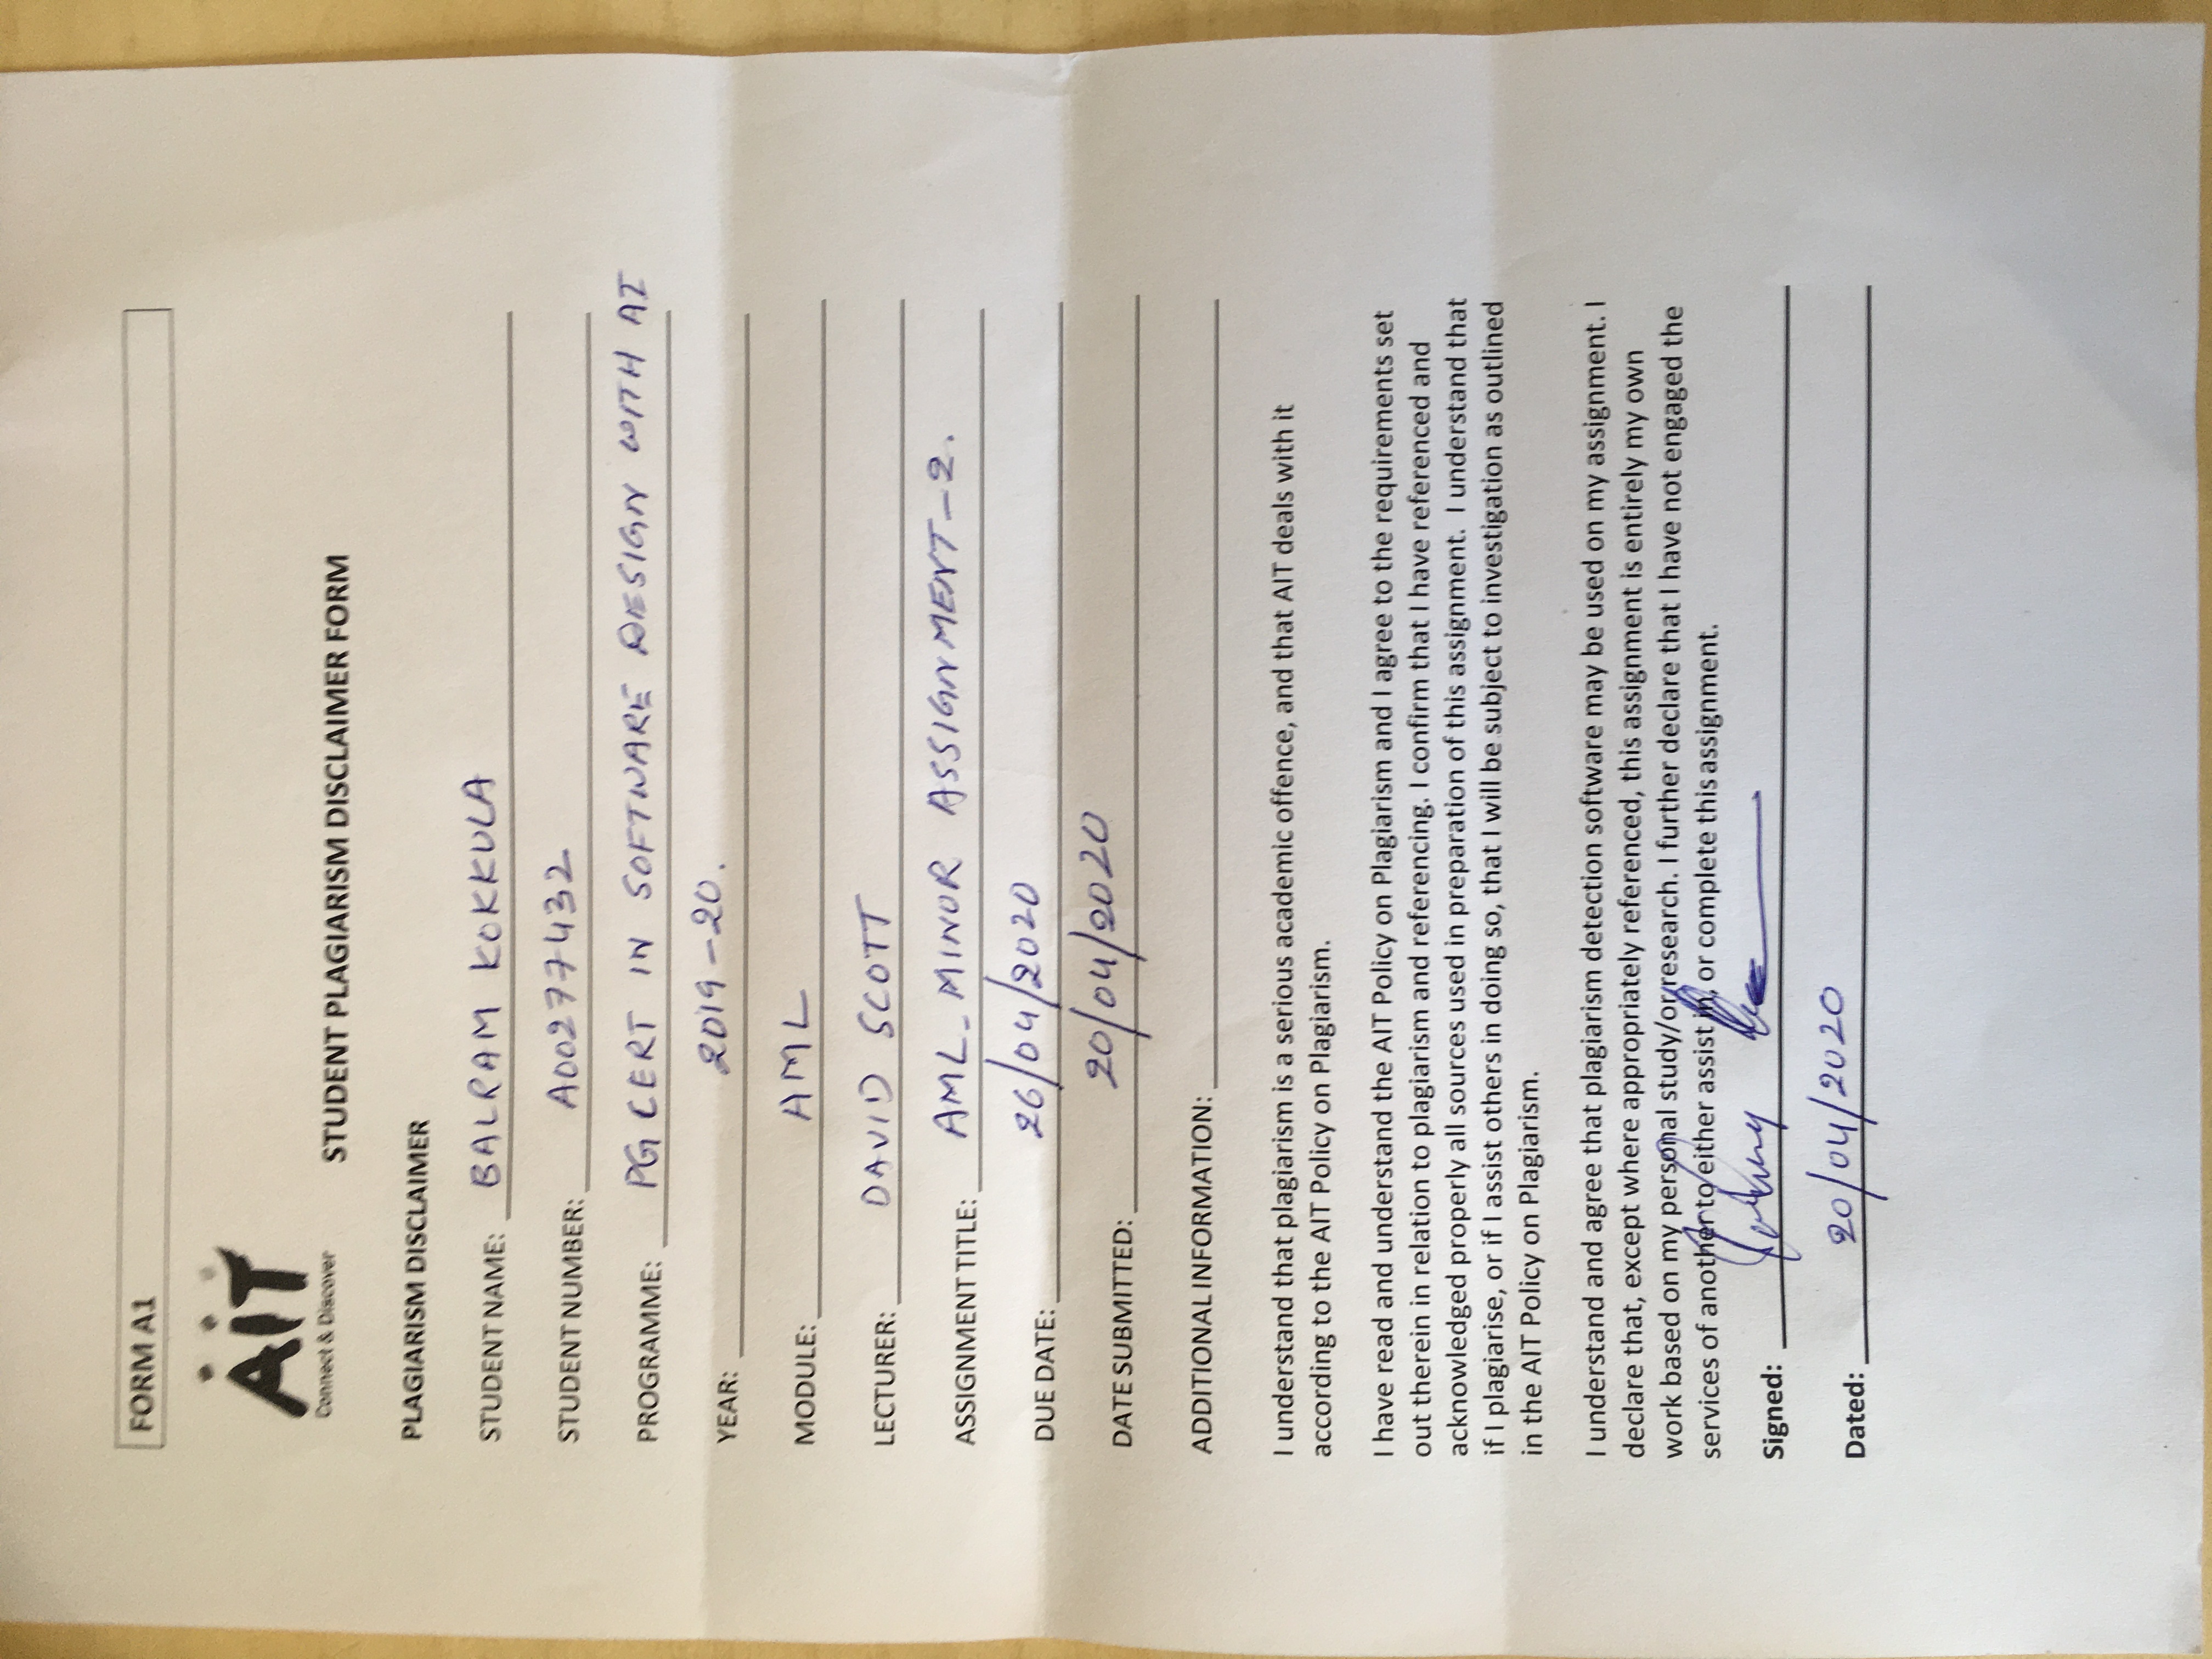 FORM A1
AIT
Connect & Discover
STUDENT PLAGIARISM DISCLAIMER FORM
PLAGIARISM DISCLAIMER
STUDENT NAME: BALRAM KOKKULA
STUDENT NUMBER: A00277432
PROGRAMME: PG CERT IN SOFTWARE DESIGN WITH AI
YEAR: 2019-20.
MODULE: AML
LECTURER: DAVID SCOTT
ASSIGNMENT TITLE: AML_MINOR ASSIGNMENT-2.
DUE DATE: 26/04/2020
DATE SUBMITTED: 20/04/2020
ADDITIONAL INFORMATION:
I understand that plagiarism is a serious academic offence, and that AIT deals with it
according to the AIT Policy on Plagiarism.
I have read and understand the AIT Policy on Plagiarism and I agree to the requirements set
out therein in relation to plagiarism and referencing. I confirm that I have referenced and
acknowledged properly all sources used in preparation of this assignment. I understand that
if I plagiarise, or if I assist others in doing so, that I will be subject to investigation as outlined
in the AIT Policy on Plagiarism.
I understand and agree that plagiarism detection software may be used on my assignment. I
declare that, except where appropriately referenced, this assignment is entirely my own
work based on my personal study/or research. I further declare that I have not engaged the
services of another to either assist in, or complete this assignment.
Signed:
Dated: 20/04/2020